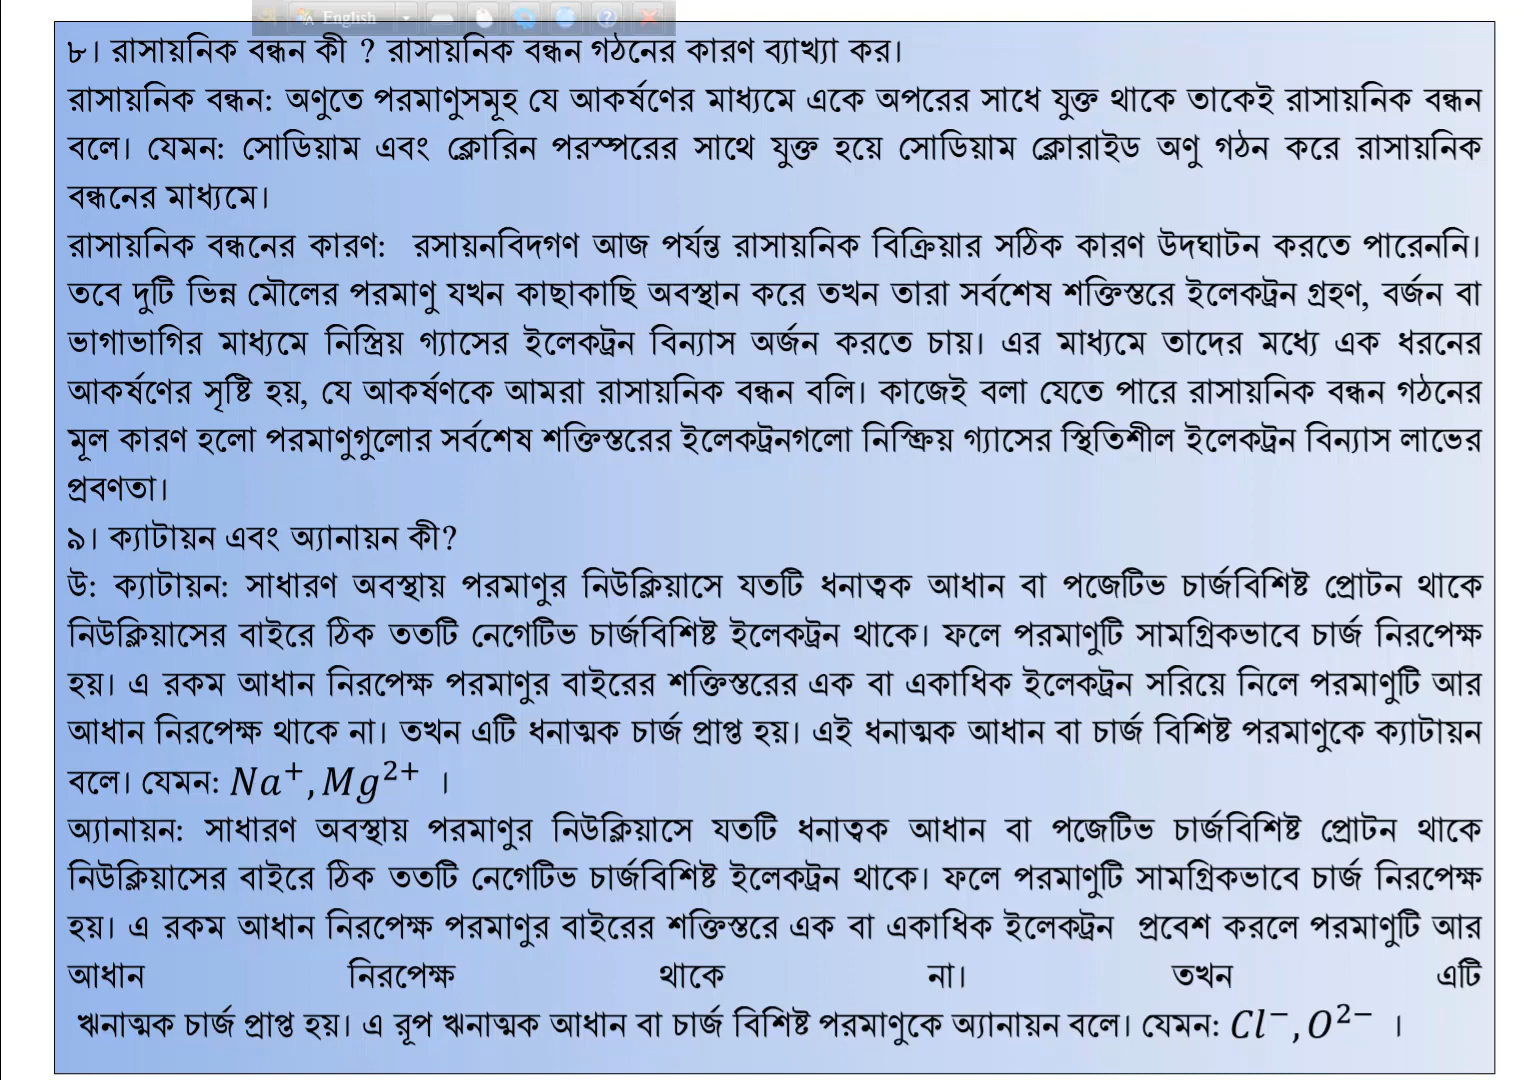 English
৮। রাসায়নিক বন্ধন কী ? রাসায়নিক বন্ধন গঠনের কারণ ব্যাখ্যা কর।
রাসায়নিক বন্ধন: অণুতে পরমাণুসমূহ যে আকর্ষণের মাধ্যমে একে অপরের সাধে যুক্ত থাকে তাকেই রাসায়নিক বন্ধন
বলে। যেমন: সোডিয়াম এবং ক্লোরিন পরস্পরের সাথে যুক্ত হয়ে সোডিয়াম ক্লোরাইড অণু গঠন করে রাসায়নিক
বন্ধনের মাধ্যমে।
রাসায়নিক বন্ধনের কারণ: রসায়নবিদগণ আজ পর্যন্ত রাসায়নিক বিক্রিয়ার সঠিক কারণ উদঘাটন করতে পারেননি।
তবে দুটি ভিন্ন মৌলের পরমাণু যখন কাছাকাছি অবস্থান করে তখন তারা সর্বশেষ শক্তিস্তরে ইলেকট্রন গ্রহণ, বর্জন বা
ভাগাভাগির মাধ্যমে নিস্ত্রিয় গ্যাসের ইলেকট্রন বিন্যাস অর্জন করতে চায়। এর মাধ্যমে তাদের মধ্যে এক ধরনের
আকর্ষণের সৃষ্টি হয়, যে আকর্ষণকে আমরা রাসায়নিক বন্ধন বলি। কাজেই বলা যেতে পারে রাসায়নিক বন্ধন গঠনের
মূল কারণ হলো পরমাণুগুলোর সর্বশেষ শক্তিস্তরের ইলেকট্রনগলো নিস্ক্রিয় গ্যাসের স্থিতিশীল ইলেকট্রন বিন্যাস লাভের
প্রবণতা।
৯। ক্যাটায়ন এবং অ্যানায়ন কী?
উ: ক্যাটায়ন: সাধারণ অবস্থায় পরমাণুর নিউক্লিয়াসে যতটি ধনাত্বক আধান বা পজেটিভ চার্জবিশিষ্ট প্রোটন থাকে
নিউক্লিয়াসের বাইরে ঠিক ততটি নেগেটিভ চার্জবিশিষ্ট ইলেকট্রন থাকে। ফলে পরমাণুটি সামগ্রিকভাবে চার্জ নিরপেক্ষ
হয়। এ রকম আধান নিরপেক্ষ পরমাণুর বাইরের শক্তিস্তরের এক বা একাধিক ইলেকট্রন সরিয়ে নিলে পরমাণুটি আর
আধান নিরপেক্ষ থাকে না। তখন এটি ধনাত্মক চার্জ প্রাপ্ত হয়। এই ধনাত্মক আধান বা চার্জ বিশিষ্ট পরমাণুকে ক্যাটায়ন
বলে। যেমন: Na⁺, Mg²⁺ ।
অ্যানায়ন: সাধারণ অবস্থায় পরমাণুর নিউক্লিয়াসে যতটি ধনাত্বক আধান বা পজেটিভ চার্জবিশিষ্ট প্রোটন থাকে
নিউক্লিয়াসের বাইরে ঠিক ততটি নেগেটিভ চার্জবিশিষ্ট ইলেকট্রন থাকে। ফলে পরমাণুটি সামগ্রিকভাবে চার্জ নিরপেক্ষ
হয়। এ রকম আধান নিরপেক্ষ পরমাণুর বাইরের শক্তিস্তরে এক বা একাধিক ইলেকট্রন প্রবেশ করলে পরমাণুটি আর
আধান নিরপেক্ষ থাকে না। তখন এটি
ঋনাত্মক চার্জ প্রাপ্ত হয়। এ রূপ ঋনাত্মক আধান বা চার্জ বিশিষ্ট পরমাণুকে অ্যানায়ন বলে। যেমন: Cl⁻, O²⁻ ।